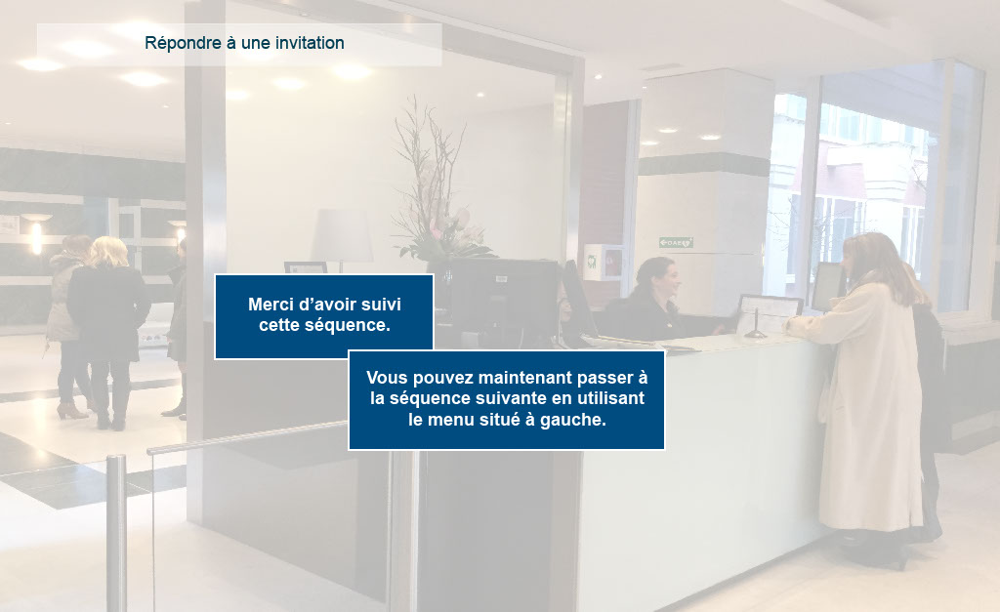 Répondre à une invitation
Merci d’avoir suivi
cette séquence.
Vous pouvez maintenant passer à
la séquence suivante en utilisant
le menu situé à gauche.